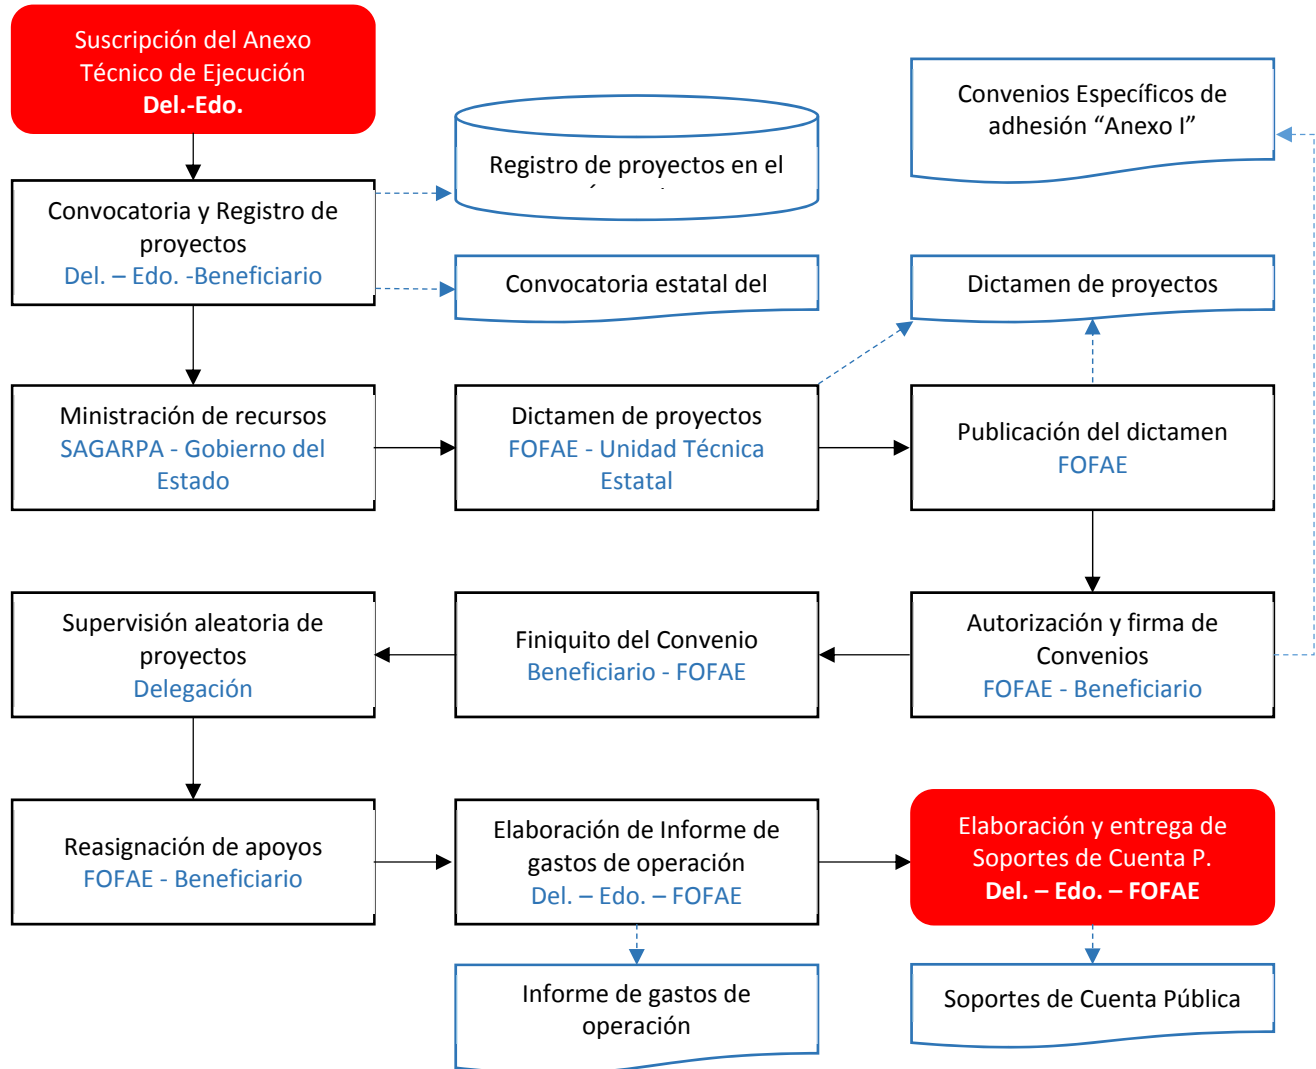 Suscripción del Anexo
Técnico de Ejecución
Del.-Edo.
Convenios Específicos de
adhesión “Anexo I”
Registro de proyectos en el
Convocatoria y Registro de
proyectos
Del. – Edo. -Beneficiario
Convocatoria estatal del
Dictamen de proyectos
Ministración de recursos
SAGARPA - Gobierno del
Estado
Dictamen de proyectos
FOFAE - Unidad Técnica
Estatal
Publicación del dictamen
FOFAE
Supervisión aleatoria de
proyectos
Delegación
Finiquito del Convenio
Beneficiario - FOFAE
Autorización y firma de
Convenios
FOFAE - Beneficiario
Reasignación de apoyos
FOFAE - Beneficiario
Elaboración de Informe de
gastos de operación
Del. – Edo. – FOFAE
Elaboración y entrega de
Soportes de Cuenta P.
Del. – Edo. – FOFAE
Informe de gastos de
operación
Soportes de Cuenta Pública